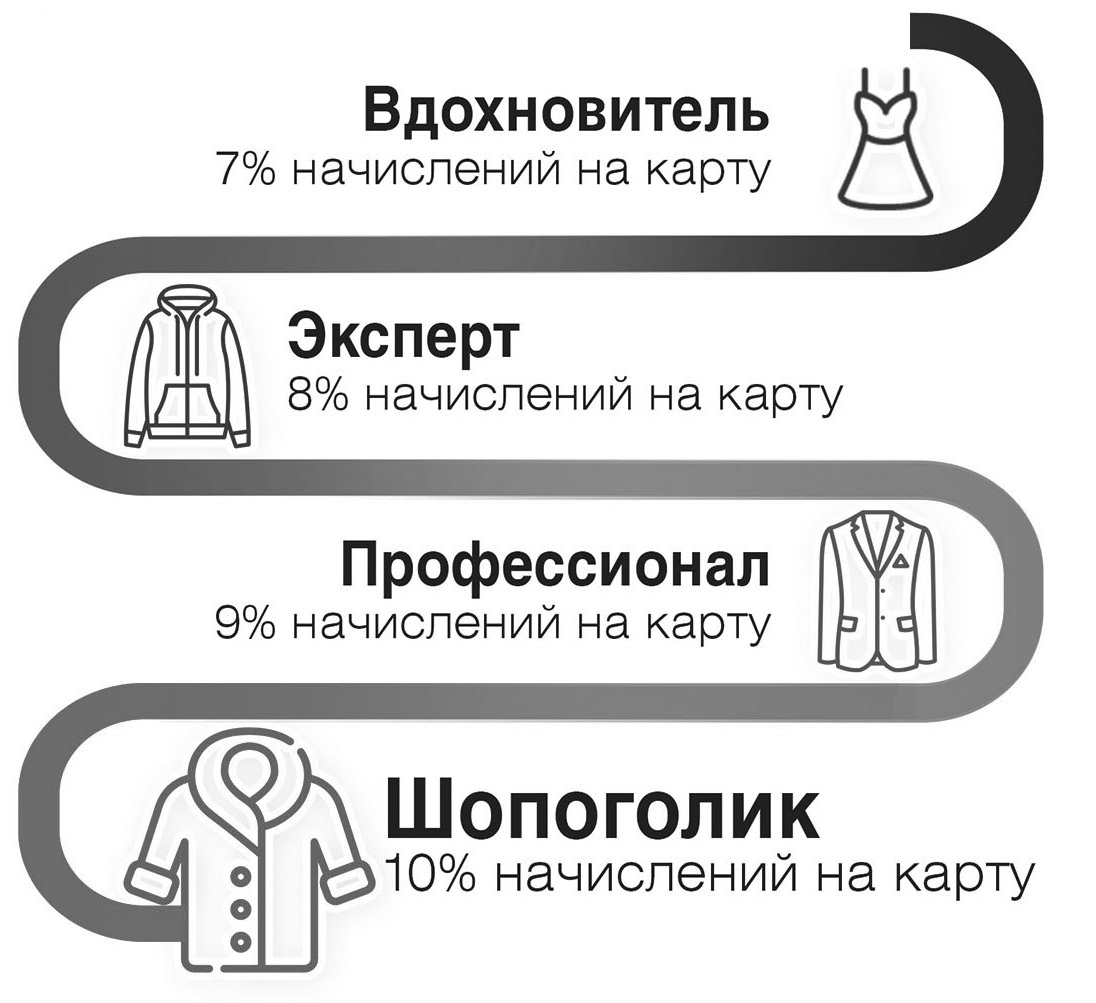 Вдохновитель
7% начислений на карту
Эксперт
8% начислений на карту
Профессионал
9% начислений на карту
Шопоголик
10% начислений на карту